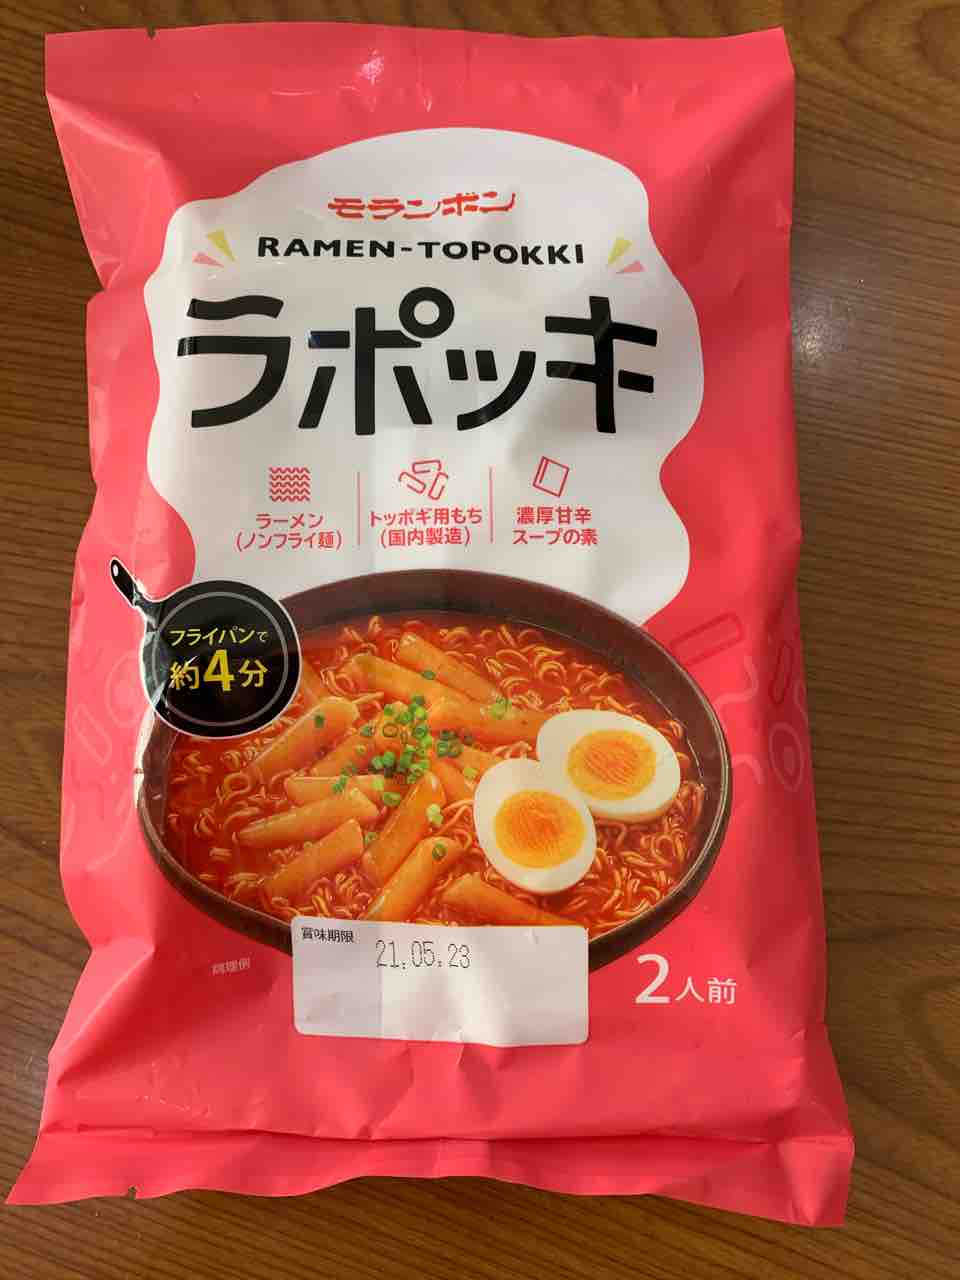 モランボン
RAMEN-TOPOKKI
ラポッキ
ラーメン
(ノンフライ麺)
トッポギ用もち
(国内製造)
濃厚甘辛
スープの素
フライパンで
約4分
賞味期限
21.05.23
調理例
2人前